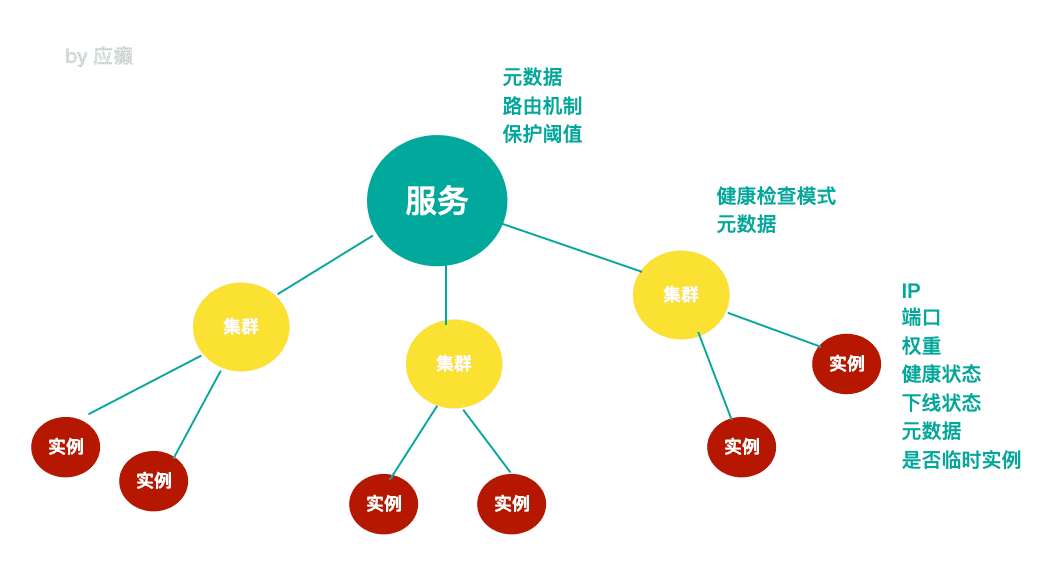 by 应癫
元数据
路由机制
保护阈值
服务
健康检查模式
元数据
集群
集群
集群
IP
端口
权重
健康状态
下线状态
元数据
是否临时实例
实例
实例
实例
实例
实例
实例